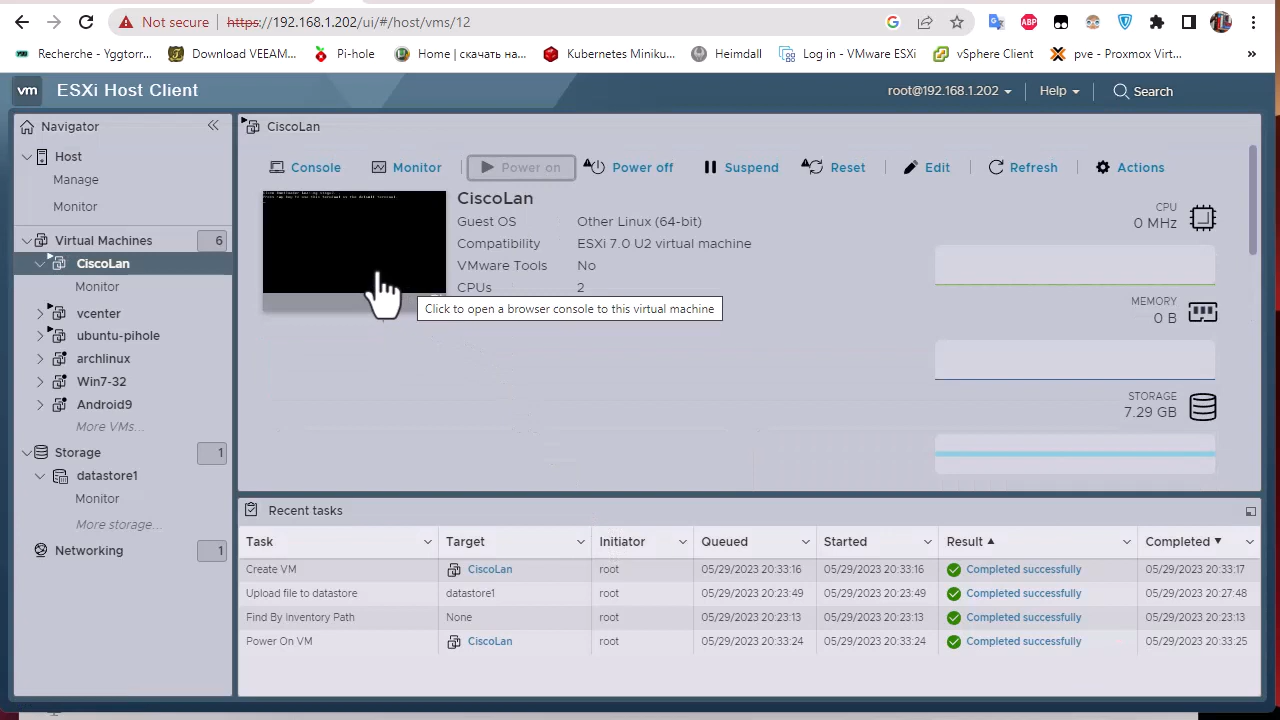 Not secure
https://192.168.1.202/ui/#/host/vms/12
Recherche - Yggtorr...
Download VEEAM...
Pi-hole
Home | скачать на...
Kubernetes Miniku...
Heimdall
Log in - VMware ESXi
vSphere Client
pve - Proxmox Virt...
»
vm
ESXi Host Client
root@192.168.1.202
Help
Search
Navigator
CiscoLan
Host
Manage
Monitor
Virtual Machines
6
CiscoLan
Monitor
vcenter
ubuntu-pihole
archlinux
Win7-32
Android9
More VMs...
Storage
1
datastore1
Monitor
More storage...
Networking
1
Console
Monitor
Power on
Power off
Suspend
Reset
Edit
Refresh
Actions
CiscoLan
Guest OS
Other Linux (64-bit)
Compatibility
ESXi 7.0 U2 virtual machine
VMware Tools
No
CPUs
2
Click to open a browser console to this virtual machine
CPU
0 MHz
MEMORY
0 B
STORAGE
7.29 GB
Recent tasks
Task Target Initiator Queued Started Result Completed
Create VM CiscoLan root 05/29/2023 20:33:16 05/29/2023 20:33:16 Completed successfully 05/29/2023 20:33:17
Upload file to datastore datastore1 root 05/29/2023 20:23:49 05/29/2023 20:23:49 Completed successfully 05/29/2023 20:27:48
Find By Inventory Path None root 05/29/2023 20:23:13 05/29/2023 20:23:13 Completed successfully 05/29/2023 20:23:13
Power On VM CiscoLan root 05/29/2023 20:33:24 05/29/2023 20:33:24 Completed successfully 05/29/2023 20:33:25